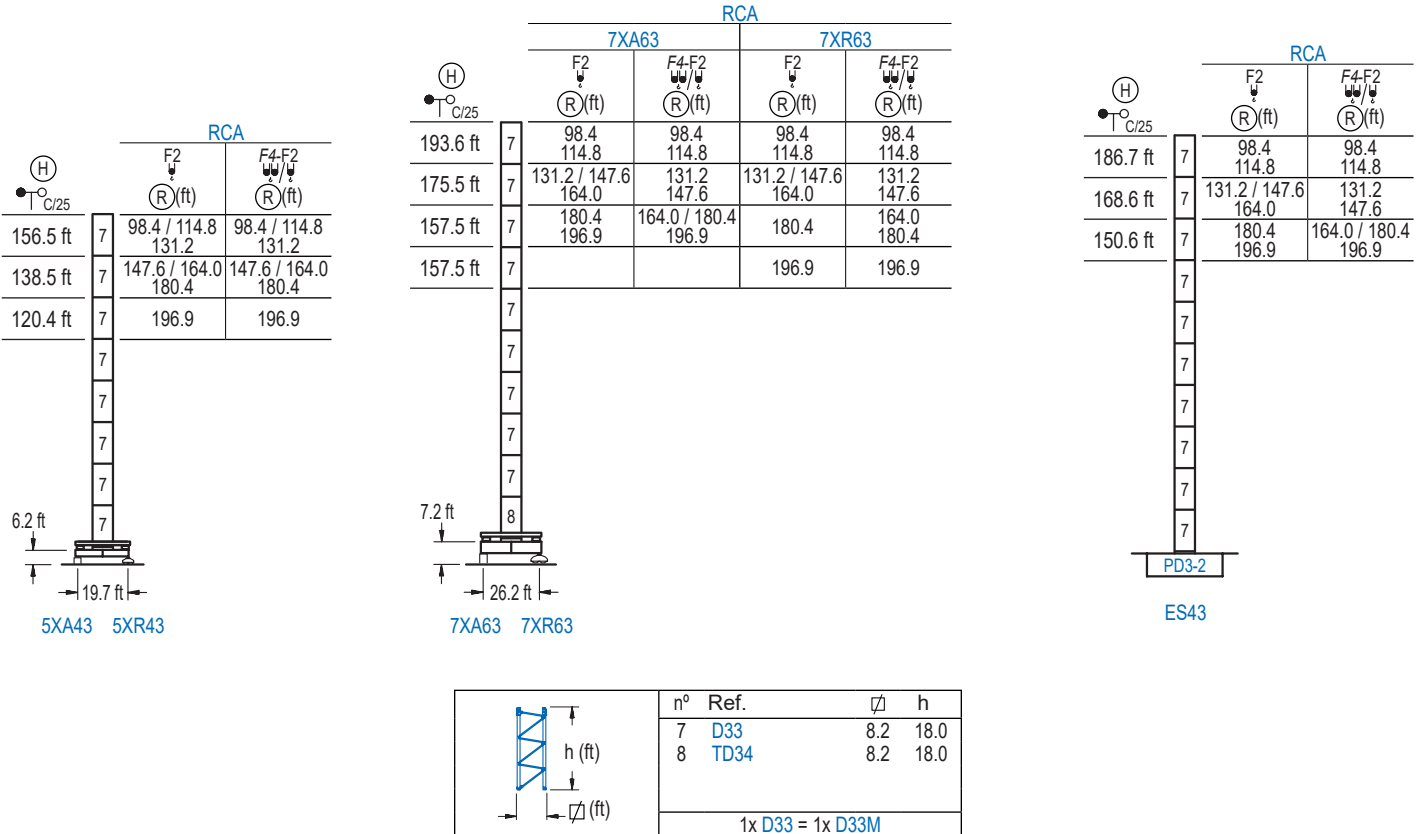 RCA
F2 F4-F2
H
C/25 R (ft) R (ft)
156.5 ft 7 98.4 / 114.8 98.4 / 114.8
131.2 131.2
138.5 ft 7 147.6 / 164.0 147.6 / 164.0
180.4 180.4
120.4 ft 7 196.9 196.9
7
7
7
7
7
6.2 ft
19.7 ft
5XA43 5XR43
RCA
7XA63 7XR63
F2 F4-F2 F2 F4-F2
H
C/25 R (ft) R (ft) R (ft) R (ft)
193.6 ft 7 98.4 98.4 98.4 98.4
114.8 114.8 114.8 114.8
175.5 ft 7 131.2 / 147.6 131.2 131.2 / 147.6 131.2
164.0 147.6 164.0 147.6
157.5 ft 7 180.4 164.0 / 180.4 180.4 164.0
196.9 196.9 180.4
157.5 ft 7 196.9 196.9
7
7
7
7
7
8
7.2 ft
26.2 ft
7XA63 7XR63
RCA
F2 F4-F2
H
C/25 R (ft) R (ft)
186.7 ft 7 98.4 98.4
114.8 114.8
168.6 ft 7 131.2 / 147.6 131.2
164.0 147.6
150.6 ft 7 180.4 164.0 / 180.4
196.9 196.9
7
7
7
7
7
7
7
PD3-2
ES43
h (ft)
(ft)
nº Ref. h
7 D33 8.2 18.0
8 TD34 8.2 18.0
1x D33 = 1x D33M